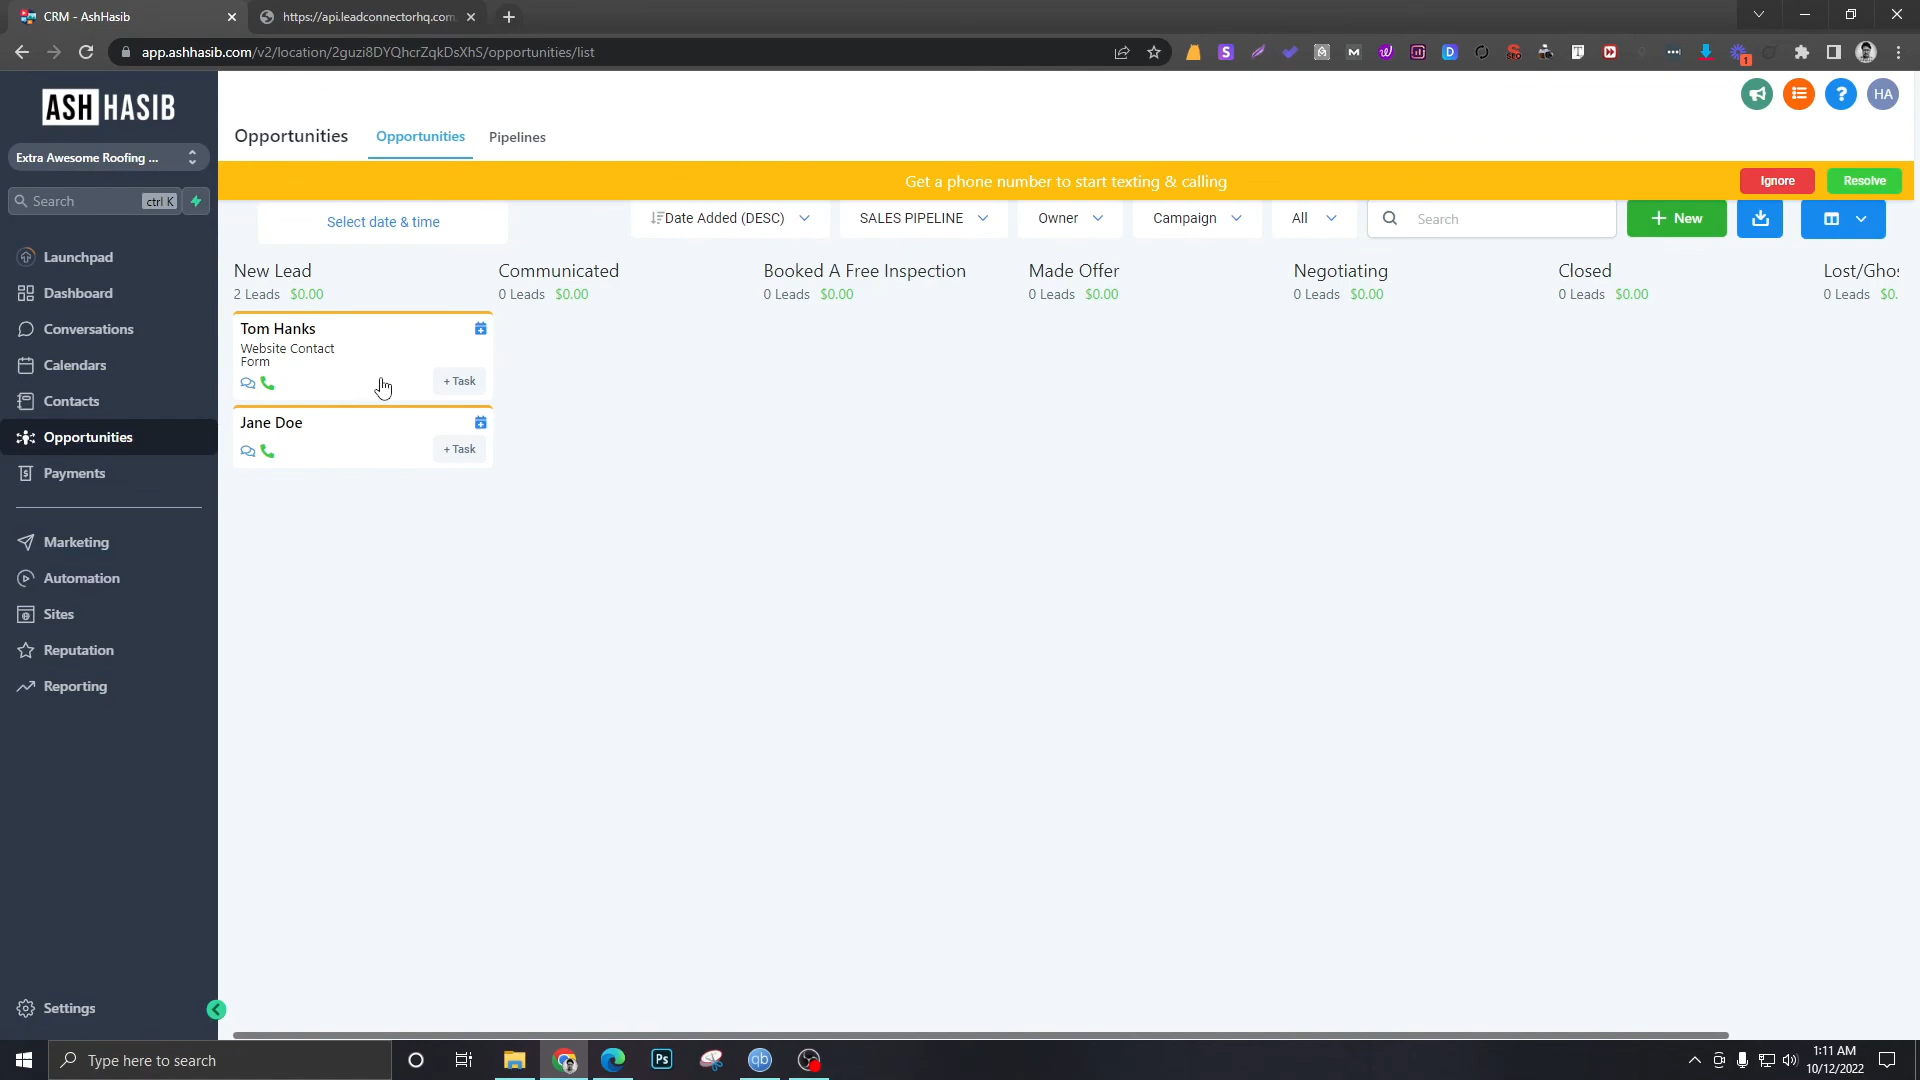 CRM - AshHasib
https://api.leadconnectorhq.com
app.ashhasib.com/v2/location/2guzi8DYQhcrZqkDsXhS/opportunities/list
ASH HASIB
Extra Awesome Roofing ...
Search ctrl K
Launchpad
Dashboard
Conversations
Calendars
Contacts
Opportunities
Payments
Marketing
Automation
Sites
Reputation
Reporting
Settings
HA
Opportunities Opportunities Pipelines
Get a phone number to start texting & calling Ignore Resolve
Select date & time Date Added (DESC) SALES PIPELINE Owner Campaign All Search + New
New Lead
2 Leads $0.00
Communicated
0 Leads $0.00
Booked A Free Inspection
0 Leads $0.00
Made Offer
0 Leads $0.00
Negotiating
0 Leads $0.00
Closed
0 Leads $0.00
Lost/Ghos
0 Leads $0.
Tom Hanks
Website Contact
Form
+ Task
Jane Doe
+ Task
Type here to search
Ps
qb
1:11 AM
10/12/2022